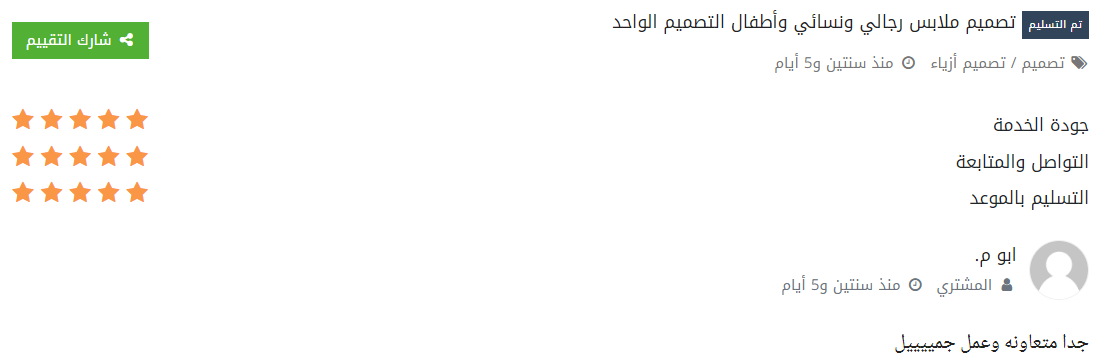 تم التسليم تصميم ملابس رجالي ونسائي وأطفال التصميم الواحد
شارك التقييم
تصميم / تصميم أزياء منذ سنتين و5 أيام
جودة الخدمة
التواصل والمتابعة
التسليم بالموعد
ابو م.
المشتري منذ سنتين و5 أيام
جدا متعاونه وعمل جمييييل